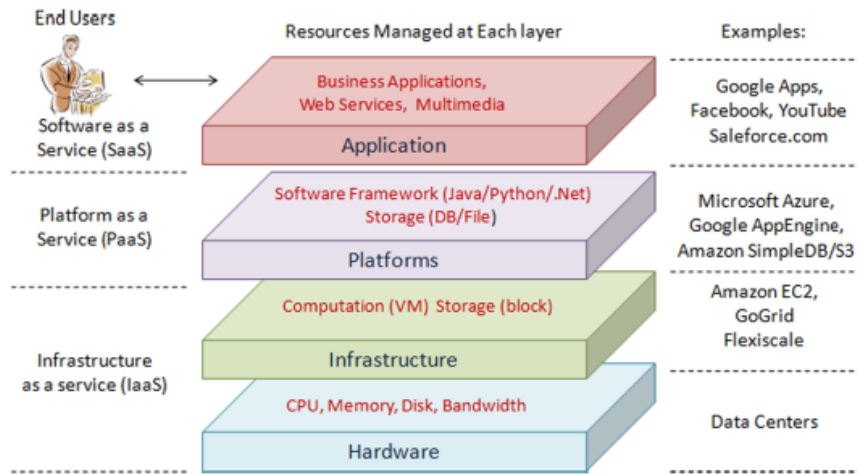 End Users
Resources Managed at Each layer
Examples:
Business Applications,
Web Services, Multimedia
Application
Software as a
Service (SaaS)
Google Apps,
Facebook, YouTube
Saleforce.com
Software Framework (Java/Python/.Net)
Storage (DB/File)
Platforms
Platform as a
Service (PaaS)
Microsoft Azure,
Google AppEngine,
Amazon SimpleDB/S3
Computation (VM) Storage (block)
Infrastructure
Amazon EC2,
GoGrid
Flexiscale
Infrastructure
as a service (IaaS)
CPU, Memory, Disk, Bandwidth
Hardware
Data Centers